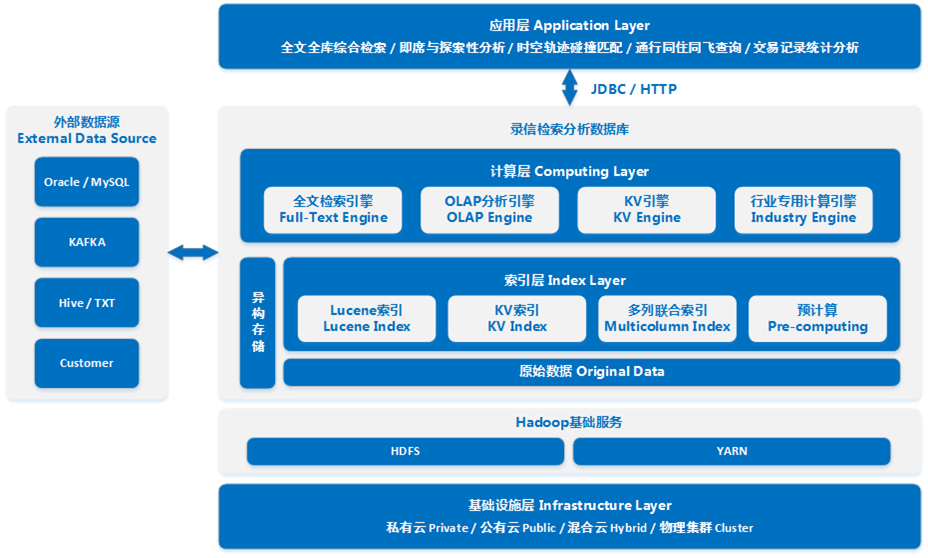 应用层 Application Layer
全文全库综合检索 / 即席与探索性分析 / 时空轨迹碰撞匹配 / 通行同住同飞查询 / 交易记录统计分析
JDBC / HTTP
外部数据源
External Data Source
Oracle / MySQL
KAFKA
Hive / TXT
Customer
录信检索分析数据库
计算层 Computing Layer
全文检索引擎
Full-Text Engine
OLAP分析引擎
OLAP Engine
KV引擎
KV Engine
行业专用计算引擎
Industry Engine
异构存储
索引层 Index Layer
Lucene索引
Lucene Index
KV索引
KV Index
多列联合索引
Multicolumn Index
预计算
Pre-computing
原始数据 Original Data
Hadoop基础服务
HDFS
YARN
基础设施层 Infrastructure Layer
私有云 Private / 公有云 Public / 混合云 Hybrid / 物理集群 Cluster